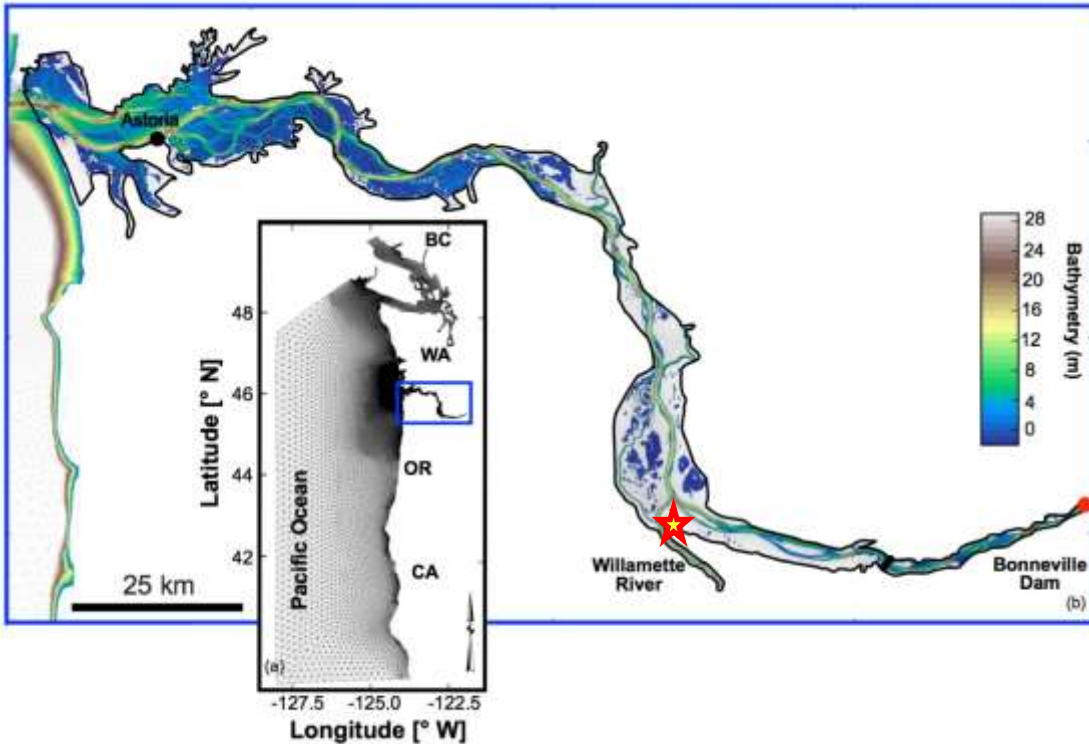 Astoria
BC
48
WA
46
OR
44
42
CA
Latitude [° N]
Pacific Ocean
(a)
-127.5 -125.0 -122.5
Longitude [° W]
25 km
28
24
20
16
12
8
4
0
Bathymetry (m)
Willamette
River
Bonneville
Dam
(b)